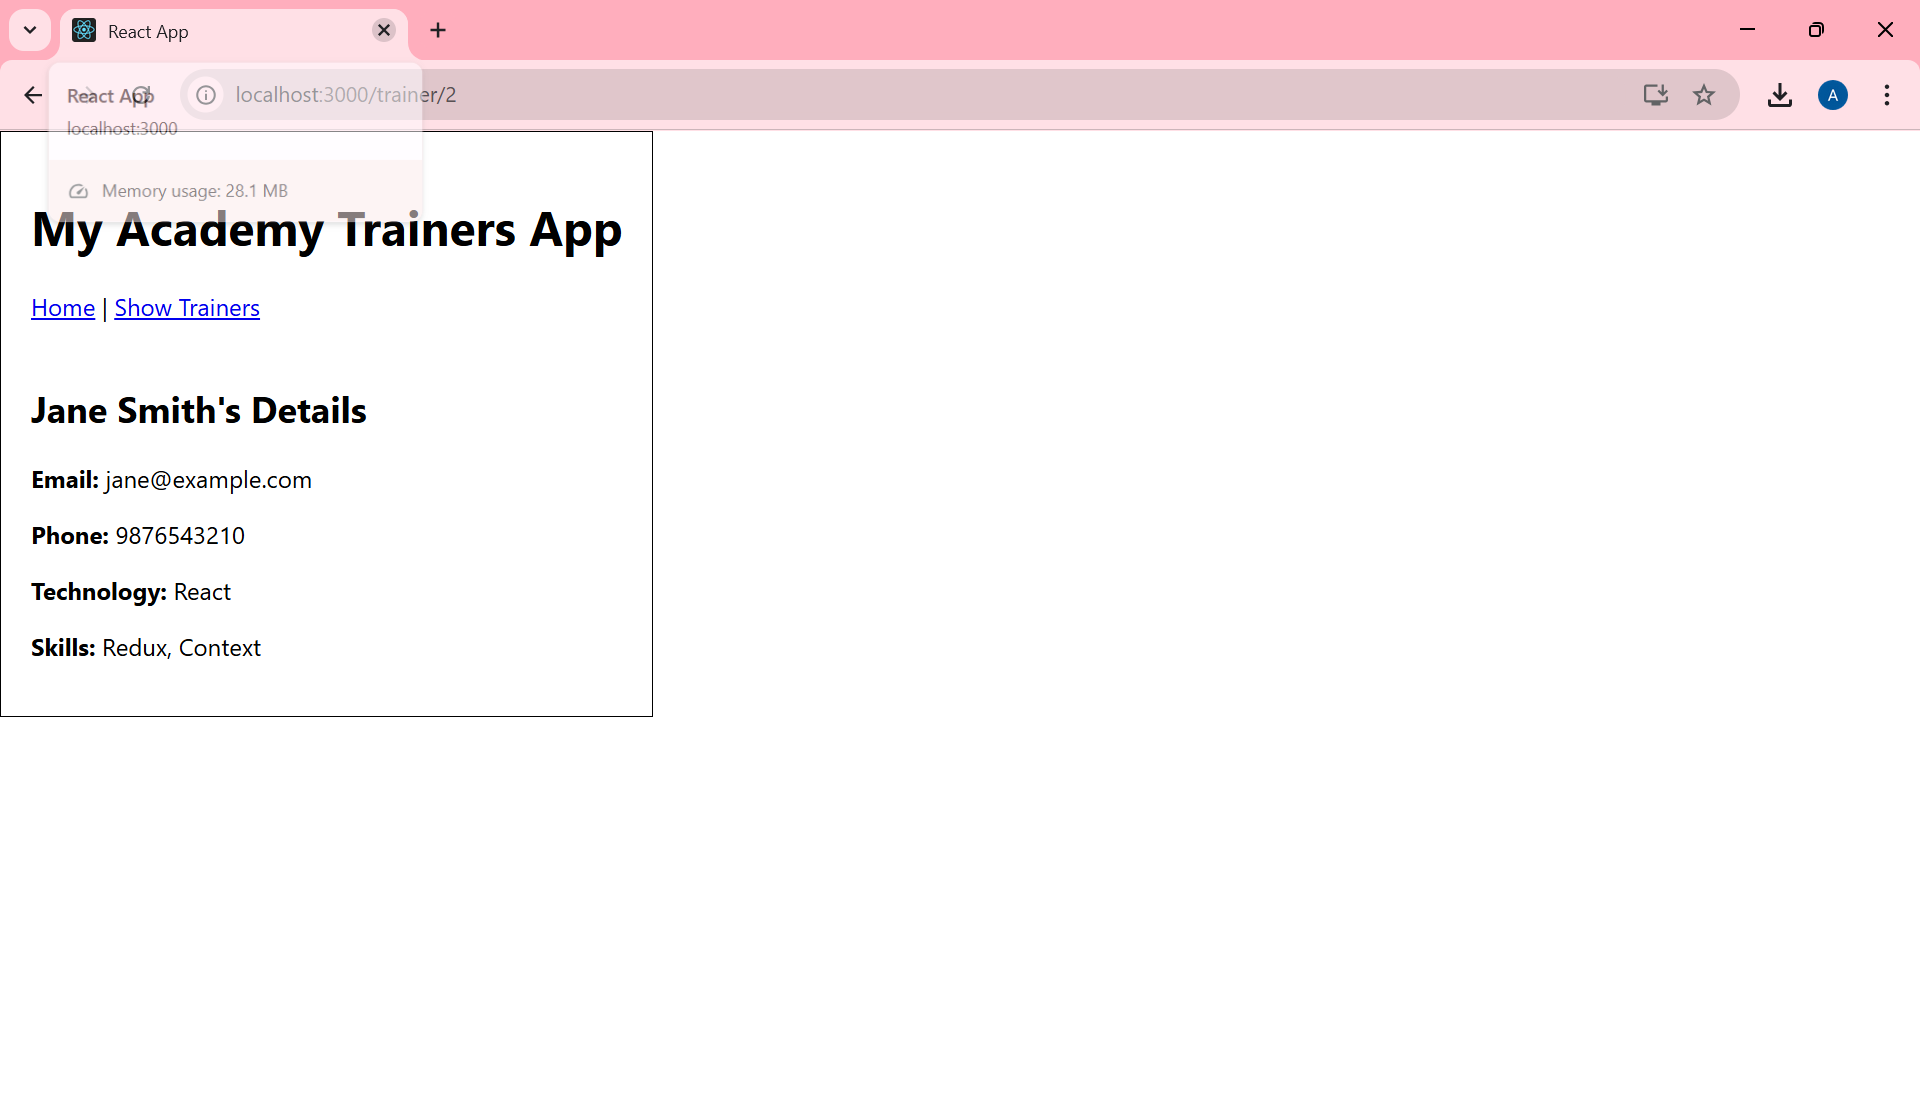 React App
localhost:3000/trainer/2
A
React App
localhost:3000
Memory usage: 28.1 MB
My Academy Trainers App
Home | Show Trainers
Jane Smith's Details
Email: jane@example.com
Phone: 9876543210
Technology: React
Skills: Redux, Context